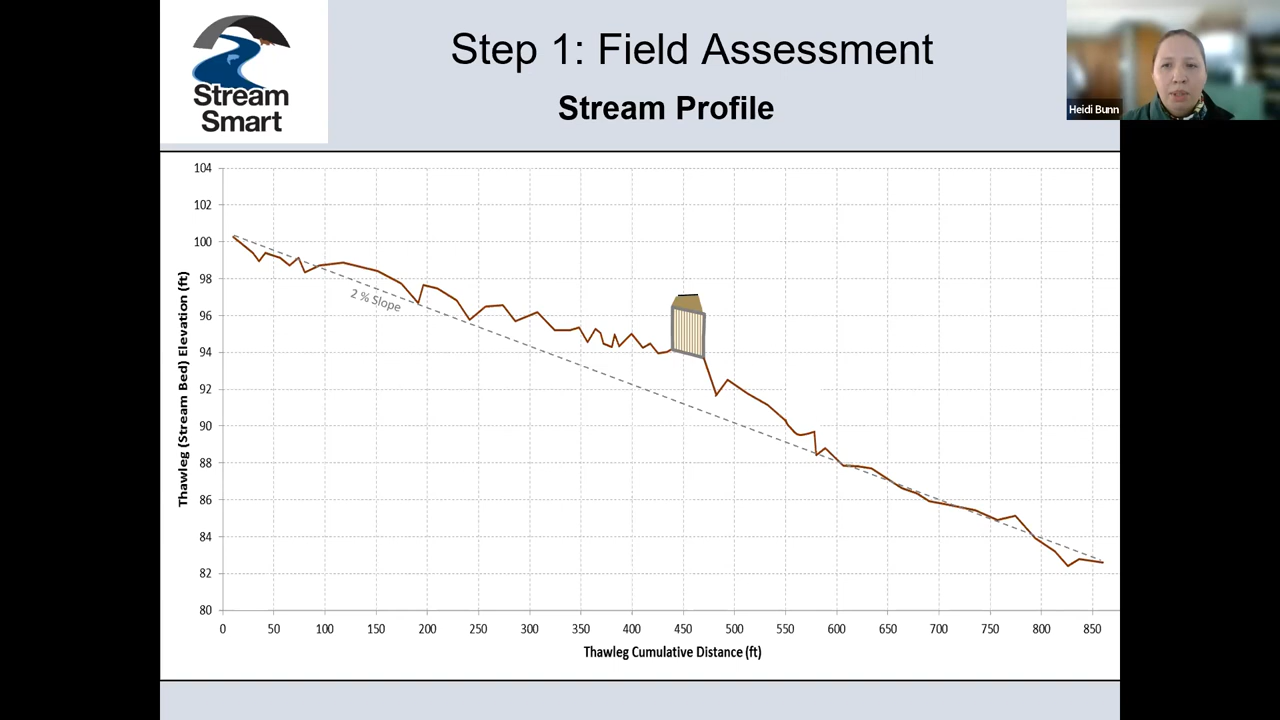 Stream
Smart
Step 1: Field Assessment
Stream Profile
Heidi Bunn
Thawleg (Stream Bed) Elevation (ft)
104
102
100
98
96
94
92
90
88
86
84
82
80
2 % Slope
0 50 100 150 200 250 300 350 400 450 500 550 600 650 700 750 800 850
Thawleg Cumulative Distance (ft)